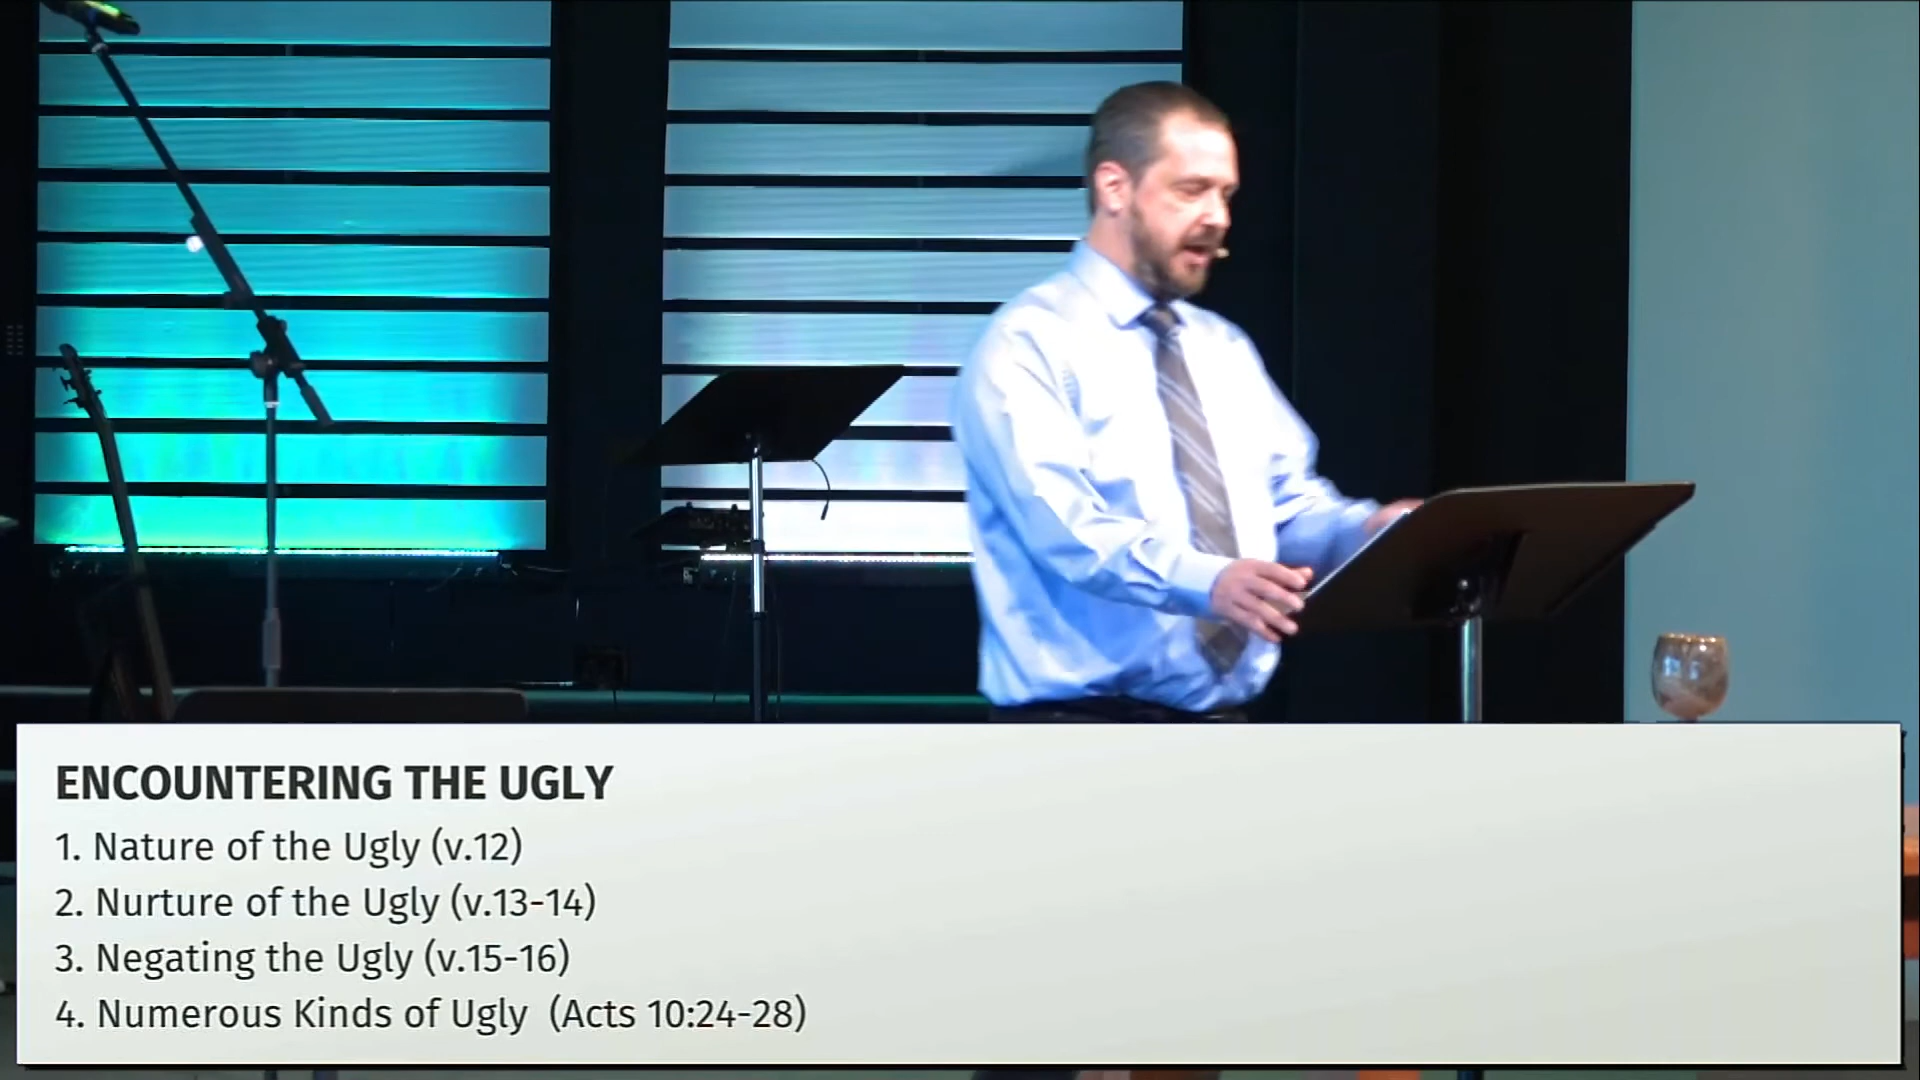 ENCOUNTERING THE UGLY
1. Nature of the Ugly (v.12)
2. Nurture of the Ugly (v.13-14)
3. Negating the Ugly (v.15-16)
4. Numerous Kinds of Ugly (Acts 10:24-28)